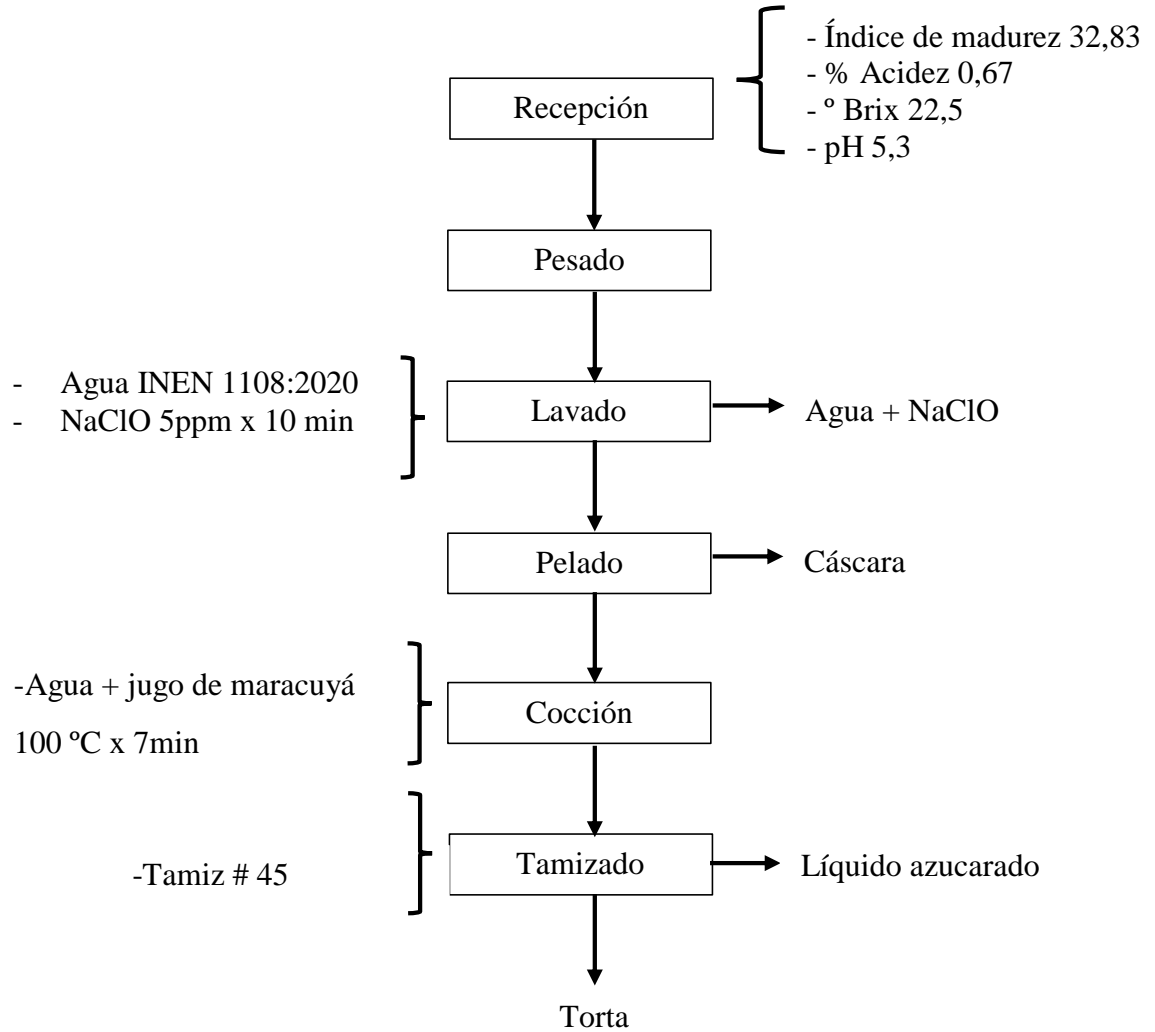 - Índice de madurez 32,83
- % Acidez 0,67
- º Brix 22,5
- pH 5,3
Recepción
Pesado
- Agua INEN 1108:2020
- NaClO 5ppm x 10 min
Lavado
Agua + NaClO
Pelado
Cáscara
-Agua + jugo de maracuyá
100 ºC x 7min
Cocción
-Tamiz # 45
Tamizado
Líquido azucarado
Torta